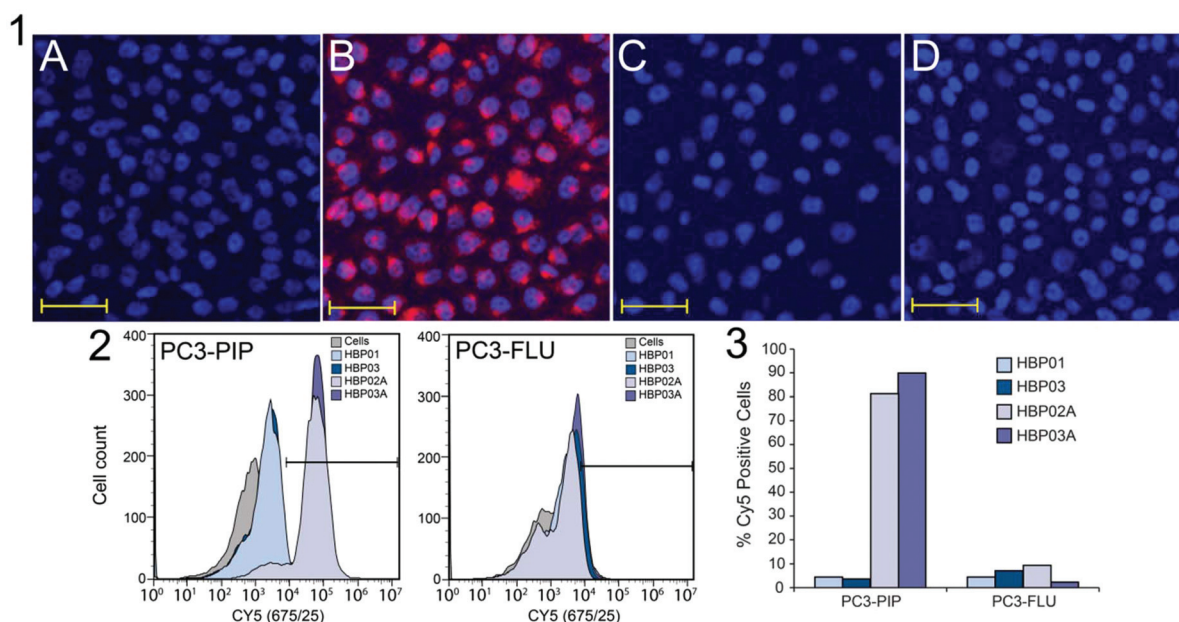 1
A
B
C
D
2
PC3-PIP
Cells
HBP01
HBP03
HBP02A
HBP03A
400
300
200
100
0
Cell count
10⁰ 10¹ 10² 10³ 10⁴ 10⁵ 10⁶ 10⁷
CY5 (675/25)
PC3-FLU
Cells
HBP01
HBP03
HBP02A
HBP03A
400
300
200
100
0
10⁰ 10¹ 10² 10³ 10⁴ 10⁵ 10⁶ 10⁷
CY5 (675/25)
3
100
90
80
70
60
50
40
30
20
10
0
% Cy5 Positive Cells
HBP01
HBP03
HBP02A
HBP03A
PC3-PIP PC3-FLU